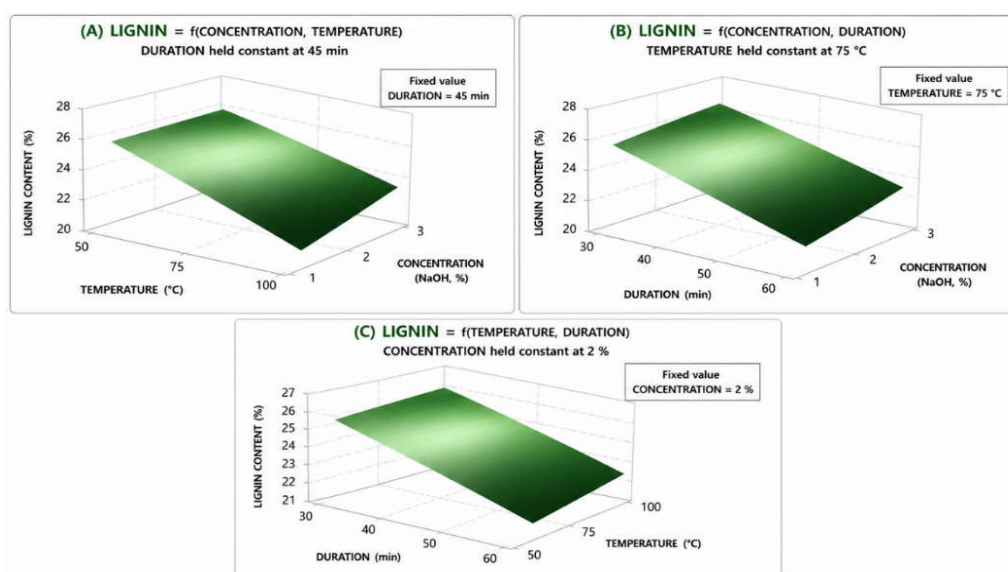 (A) LIGNIN = f(CONCENTRATION, TEMPERATURE)
DURATION held constant at 45 min
Fixed value
DURATION = 45 min
28
26
24
22
20
LIGNIN CONTENT (%)
50
75
100
TEMPERATURE (°C)
1
2
3
CONCENTRATION
(NaOH, %)
(B) LIGNIN = f(CONCENTRATION, DURATION)
TEMPERATURE held constant at 75 °C
Fixed value
TEMPERATURE = 75 °C
28
26
24
22
20
LIGNIN CONTENT (%)
30
40
50
60
DURATION (min)
1
2
3
CONCENTRATION
(NaOH, %)
(C) LIGNIN = f(TEMPERATURE, DURATION)
CONCENTRATION held constant at 2 %
Fixed value
CONCENTRATION = 2 %
27
26
25
24
23
22
21
LIGNIN CONTENT (%)
30
40
50
60
DURATION (min)
50
75
100
TEMPERATURE (°C)